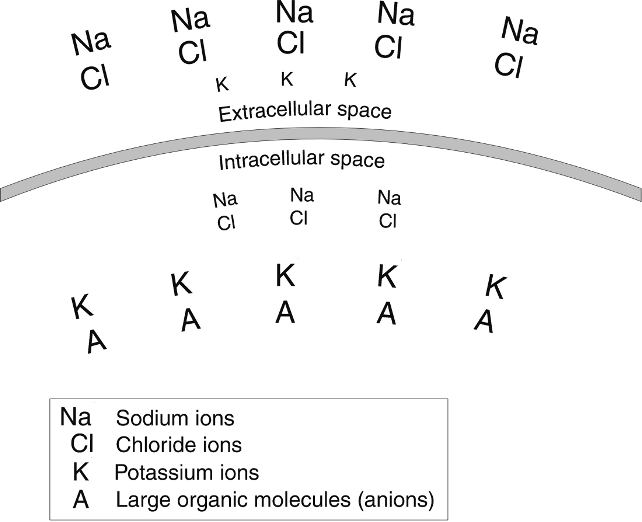 Na Na Na Na Na
Cl Cl Cl Cl Cl
K K K
Extracellular space
Intracellular space
Na Na Na
Cl Cl Cl
K K K K K
A A A A A
Na Sodium ions
Cl Chloride ions
K Potassium ions
A Large organic molecules (anions)